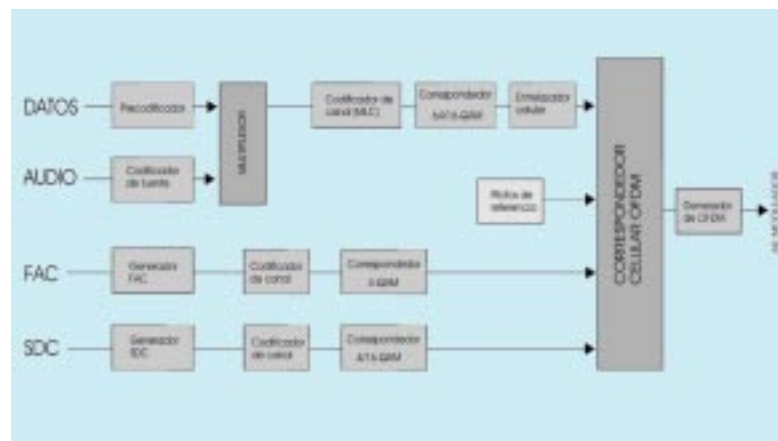 DATOS
Precodificador
MULTIPLEXOR
Codificador de
canal (MLC)
Correspondedor
Entrelazador
celular
AUDIO
Codificador
de fuente
Pilotos de
referencia
CORRESPONDEDOR
CELULAR OFDM
Generador
de OFDM
FAC
Generador
FAC
Codificador
de canal
Correspondedor
SDC
Generador
SDC
Codificador
de canal
Correspondedor
4/16-QAM